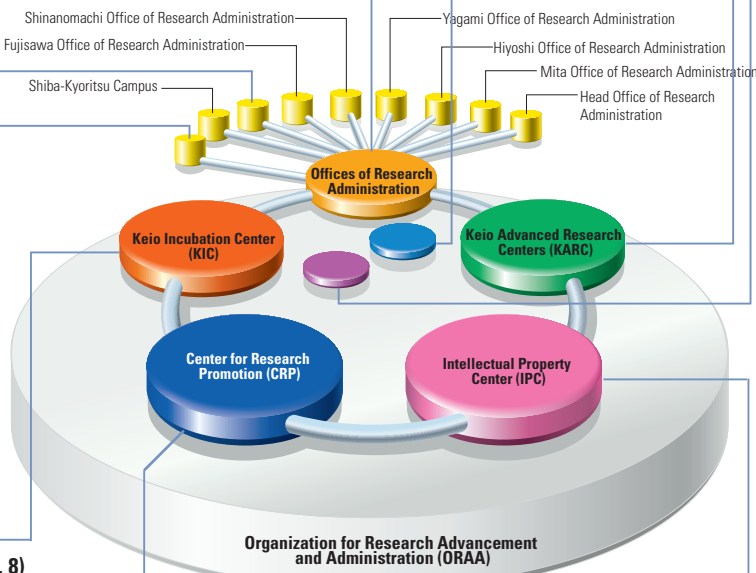 Shinanomachi Office of Research Administration
Yagami Office of Research Administration
Fujisawa Office of Research Administration
Hiyoshi Office of Research Administration
Mita Office of Research Administration
Shiba-Kyoritsu Campus
Head Office of Research
Administration
Offices of Research
Administration
Keio Incubation Center
(KIC)
Keio Advanced Research
Centers (KARC)
Center for Research
Promotion (CRP)
Intellectual Property
Center (IPC)
Organization for Research Advancement
and Administration (ORAA)
8)